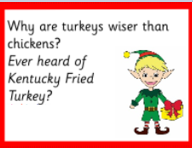 Why are turkeys wiser than
chickens?
Ever heard of
Kentucky Fried
Turkey?